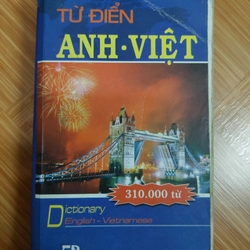 TỪ ĐIỂN
ANH·VIỆT
310.000 từ
Dictionary
English - Vietnamese